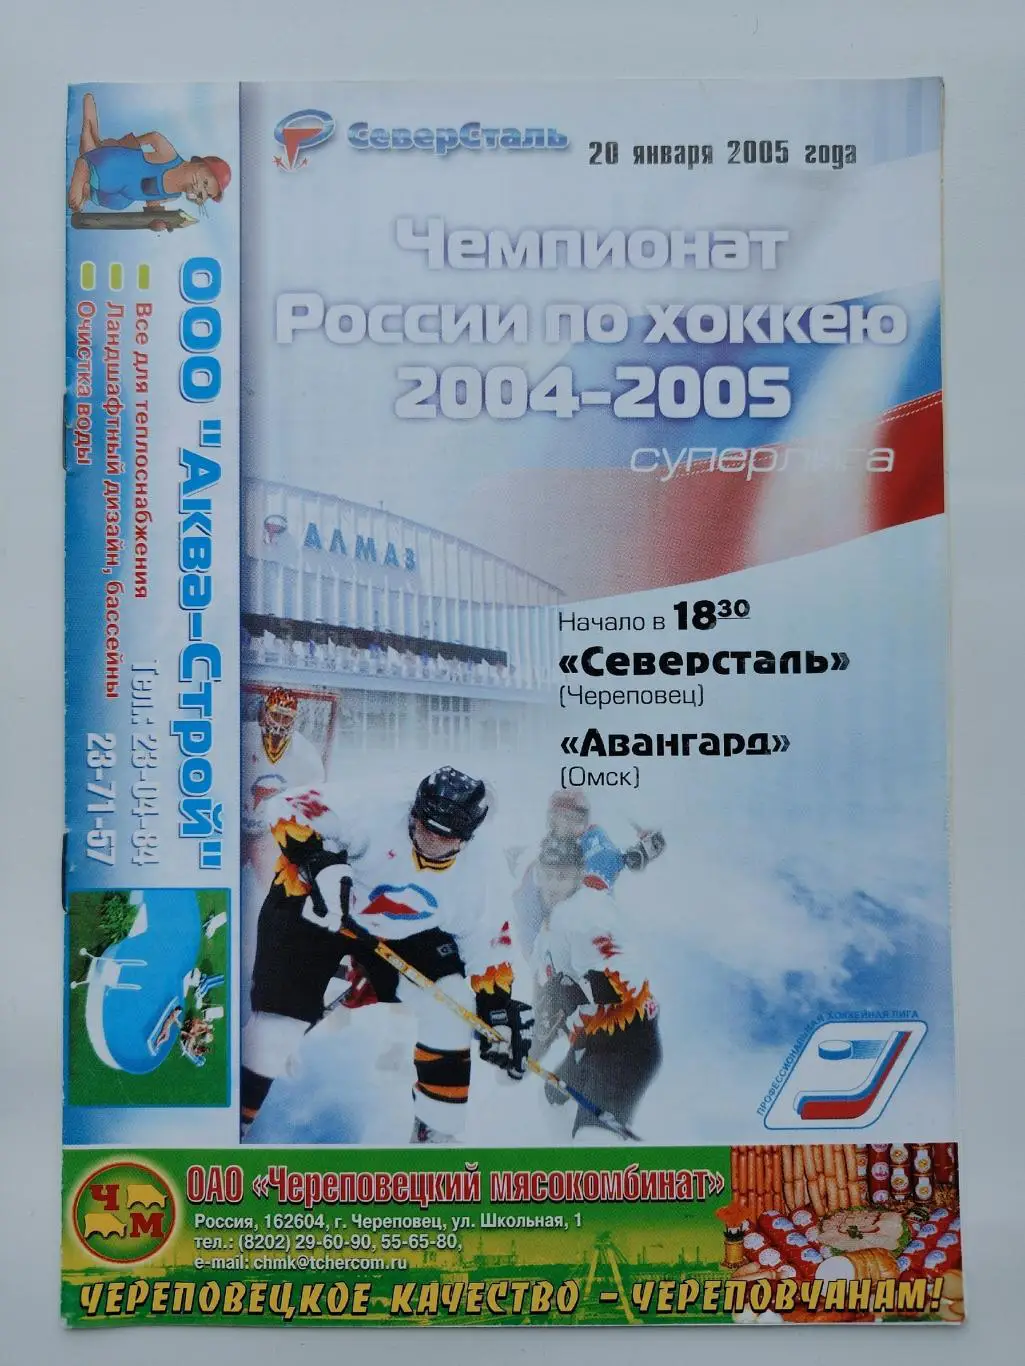 СеверСталь
20 января 2005 года
Чемпионат
России по хоккею
2004-2005
суперлига
АЛМАЗ
Начало в 18³⁰
«Северсталь»
(Череповец)
«Авангард»
(Омск)
ПРОФЕССИОНАЛЬНАЯ ХОККЕЙНАЯ ЛИГА
ООО "Аква-Строй"
Все для теплоснабжения
Ландшафтный дизайн, бассейны
Очистка воды
Тел.: 28-04-84
28-71-57
Ч М
ОАО «Череповецкий мясокомбинат»
Россия, 162604, г. Череповец, ул. Школьная, 1
тел.: (8202) 29-60-90, 55-65-80,
e-mail: chmk@tchercom.ru
ЧЕРЕПОВЕЦКОЕ КАЧЕСТВО - ЧЕРЕПОВЧАНАМ!